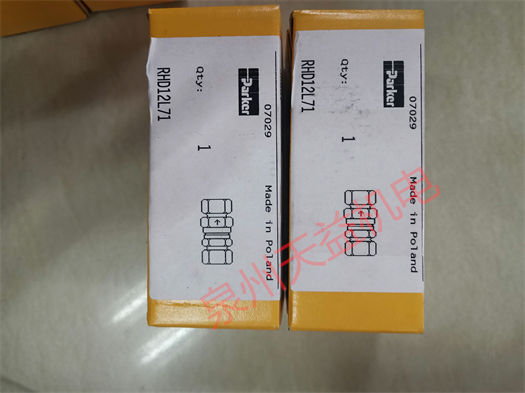 RHD12L71
Qty:
1
Parker
07029
Made in Poland
RHD12L71
Qty:
1
Parker
07029
Made in Poland
泉州天益机电